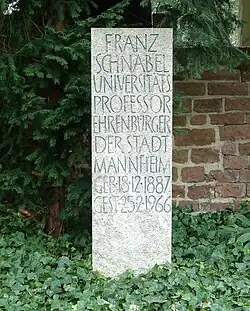 FRANZ
SCHNABEL
UNIVERSITÄTS
PROFESSOR
EHRENBÜRGER
DER STADT
MANNHEIM
GEB·18·12·1887
GEST·25·2·1966